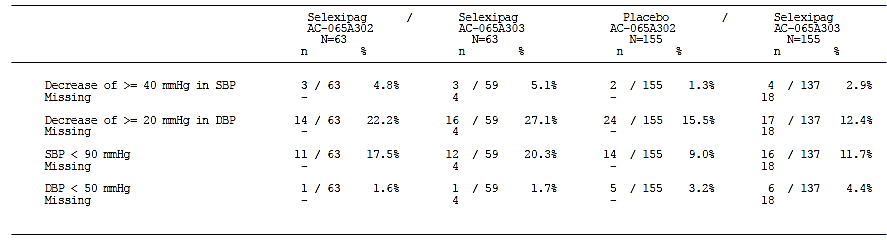 Selexipag / Selexipag Placebo / Selexipag
AC-065A302 AC-065A303 AC-065A302 AC-065A303
N=63 N=63 N=155 N=155
n % n % n % n %
Decrease of >= 40 mmHg in SBP 3 / 63 4.8% 3 / 59 5.1% 2 / 155 1.3% 4 / 137 2.9%
Missing - 4 - 18
Decrease of >= 20 mmHg in DBP 14 / 63 22.2% 16 / 59 27.1% 24 / 155 15.5% 17 / 137 12.4%
Missing - 4 - 18
SBP < 90 mmHg 11 / 63 17.5% 12 / 59 20.3% 14 / 155 9.0% 16 / 137 11.7%
Missing - 4 - 18
DBP < 50 mmHg 1 / 63 1.6% 1 / 59 1.7% 5 / 155 3.2% 6 / 137 4.4%
Missing - 4 - 18